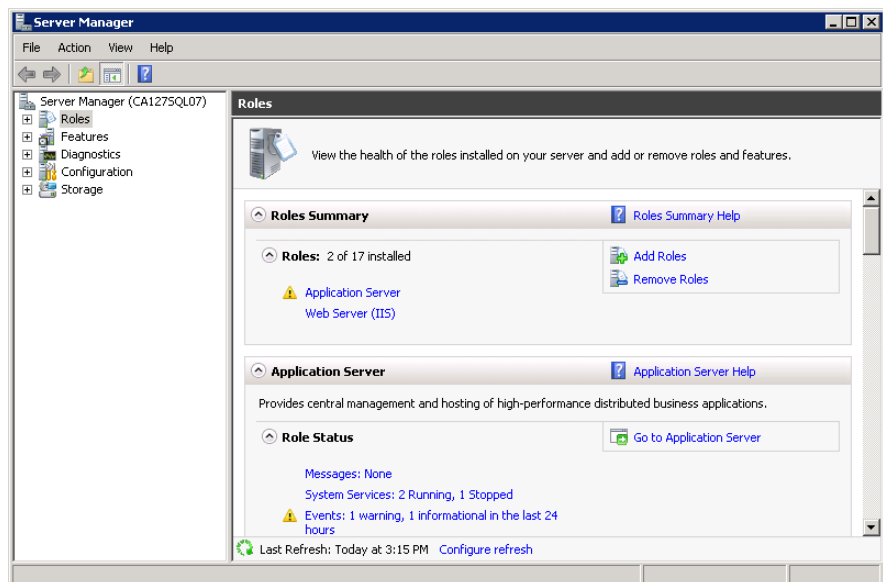 Server Manager
File Action View Help
Server Manager (CA127SQL07)
Roles
Features
Diagnostics
Configuration
Storage
Roles
View the health of the roles installed on your server and add or remove roles and features.
Roles Summary
Roles Summary Help
Roles: 2 of 17 installed
Add Roles
Remove Roles
Application Server
Web Server (IIS)
Application Server
Application Server Help
Provides central management and hosting of high-performance distributed business applications.
Role Status
Go to Application Server
Messages: None
System Services: 2 Running, 1 Stopped
Events: 1 warning, 1 informational in the last 24
hours
Last Refresh: Today at 3:15 PM Configure refresh